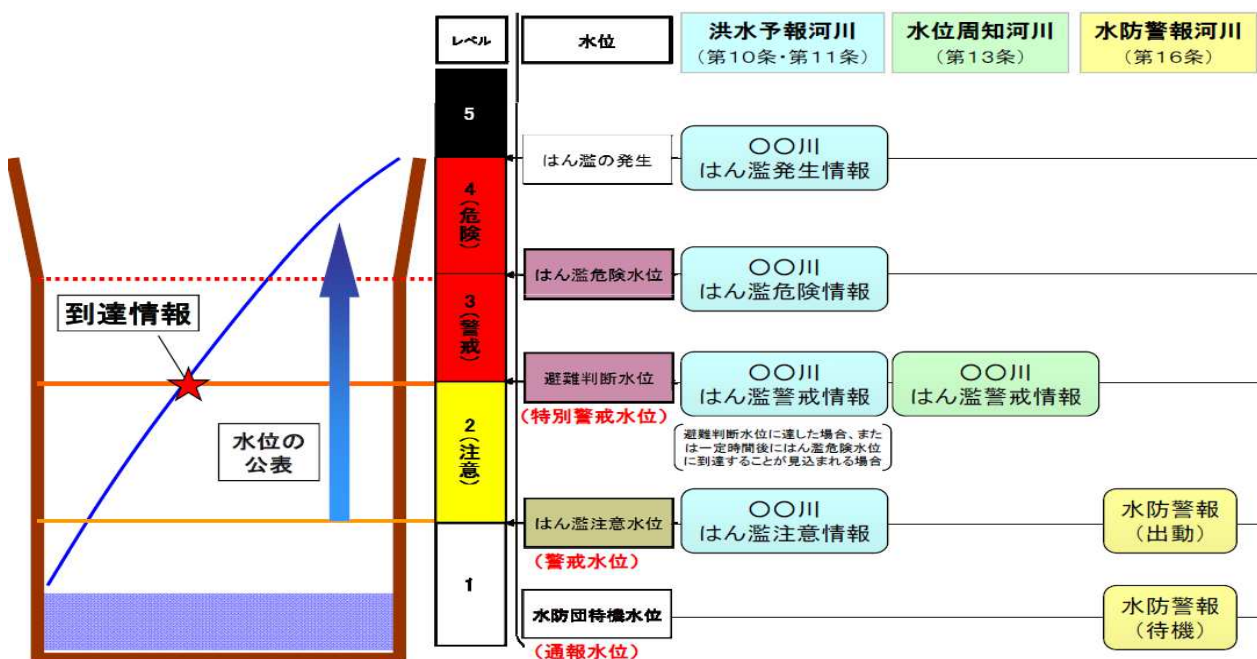 レベル
水位
洪水予報河川
(第10条・第11条)
水位周知河川
(第13条)
水防警報河川
(第16条)
5
はん濫の発生
〇〇川
はん濫発生情報
4(危険)
はん濫危険水位
〇〇川
はん濫危険情報
到達情報
3(警戒)
避難判断水位
(特別警戒水位)
〇〇川
はん濫警戒情報
〇〇川
はん濫警戒情報
避難判断水位に達した場合、また
は一定時間後にはん濫危険水位
に到達することが見込まれる場合
水位の
公表
2(注意)
はん濫注意水位
(警戒水位)
〇〇川
はん濫注意情報
水防警報
(出動)
1
水防団待機水位
(通報水位)
水防警報
(待機)